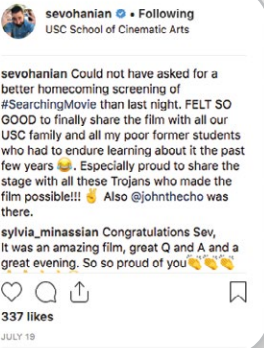 sevohanian • Following
USC School of Cinematic Arts
sevohanian Could not have asked for a
better homecoming screening of
#SearchingMovie than last night. FELT SO
GOOD to finally share the film with all our
USC family and all my poor former students
who had to endure learning about it the past
few years 😂. Especially proud to share the
stage with all these Trojans who made the
film possible!!! ✌️ Also @johnthecho was
there.
sylvia_minassian Congratulations Sev,
It was an amazing film, great Q and A and a
great evening. So so proud of you👏👏👏
337 likes
JULY 19